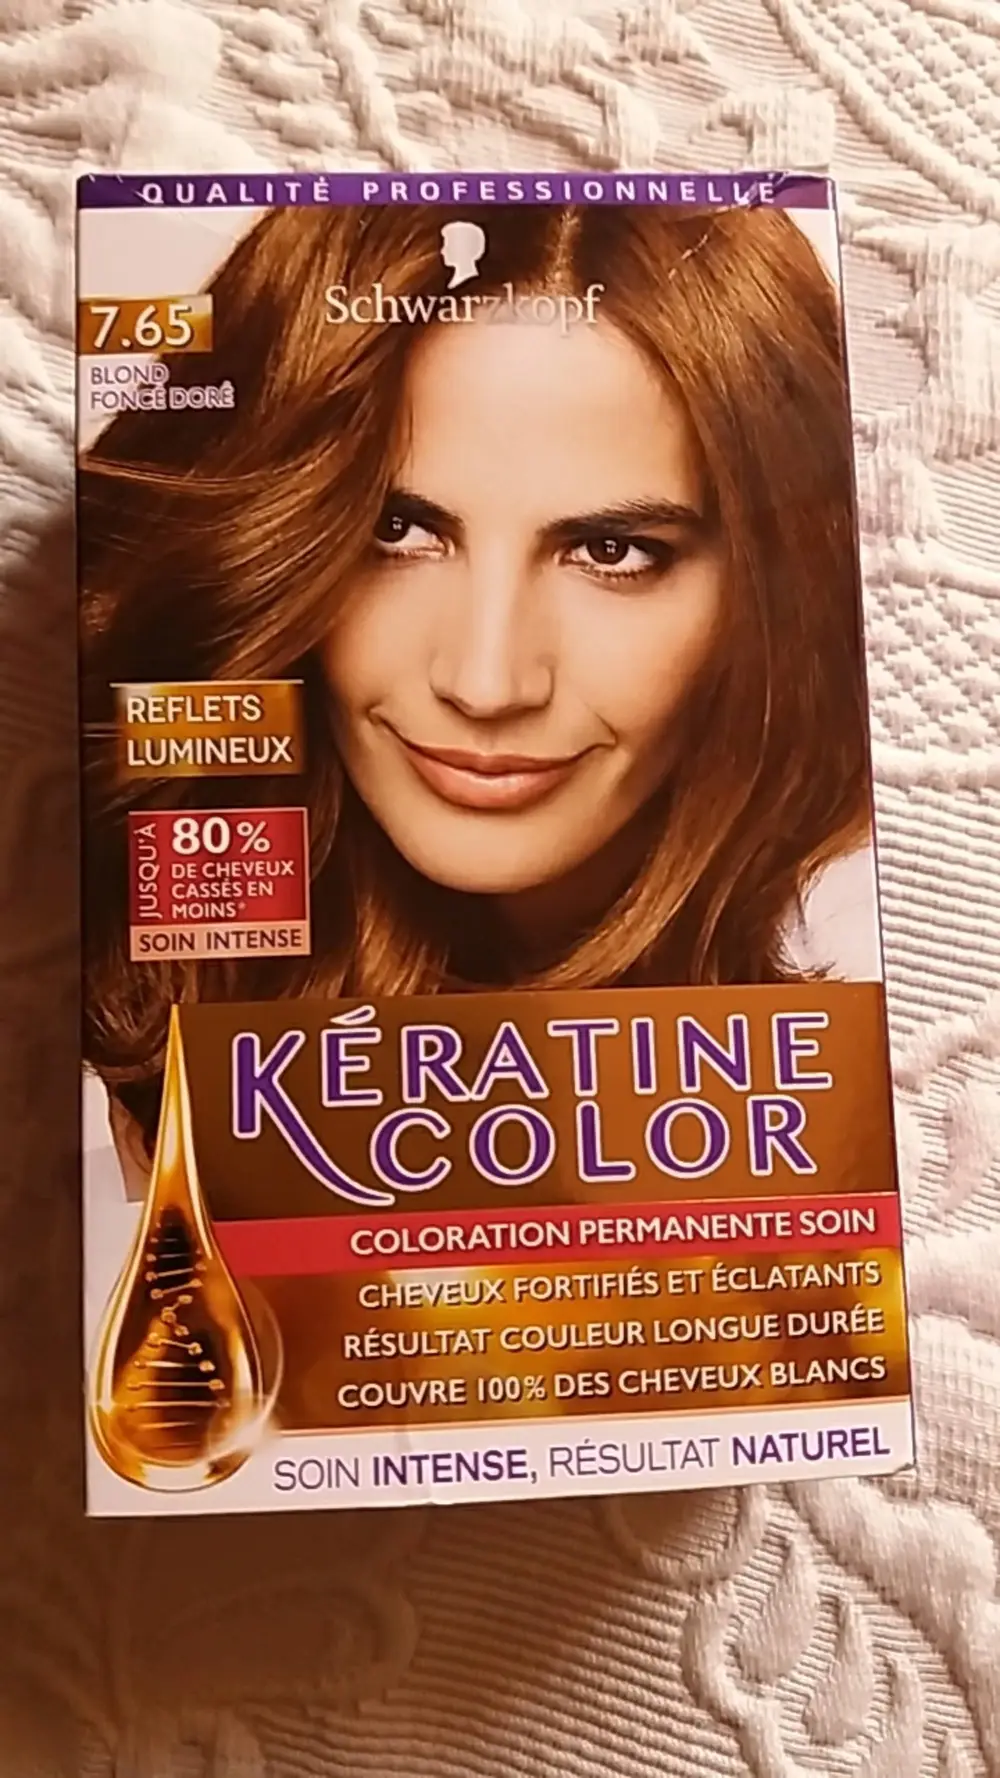 QUALITÉ PROFESSIONNELLE
Schwarzkopf
7.65
BLOND
FONCÉ DORÉ
REFLETS
LUMINEUX
JUSQU'À
80%
DE CHEVEUX
CASSÉS EN
MOINS*
SOIN INTENSE
KÉRATINE
COLOR
COLORATION PERMANENTE SOIN
CHEVEUX FORTIFIÉS ET ÉCLATANTS
RÉSULTAT COULEUR LONGUE DURÉE
COUVRE 100% DES CHEVEUX BLANCS
SOIN INTENSE, RÉSULTAT NATUREL